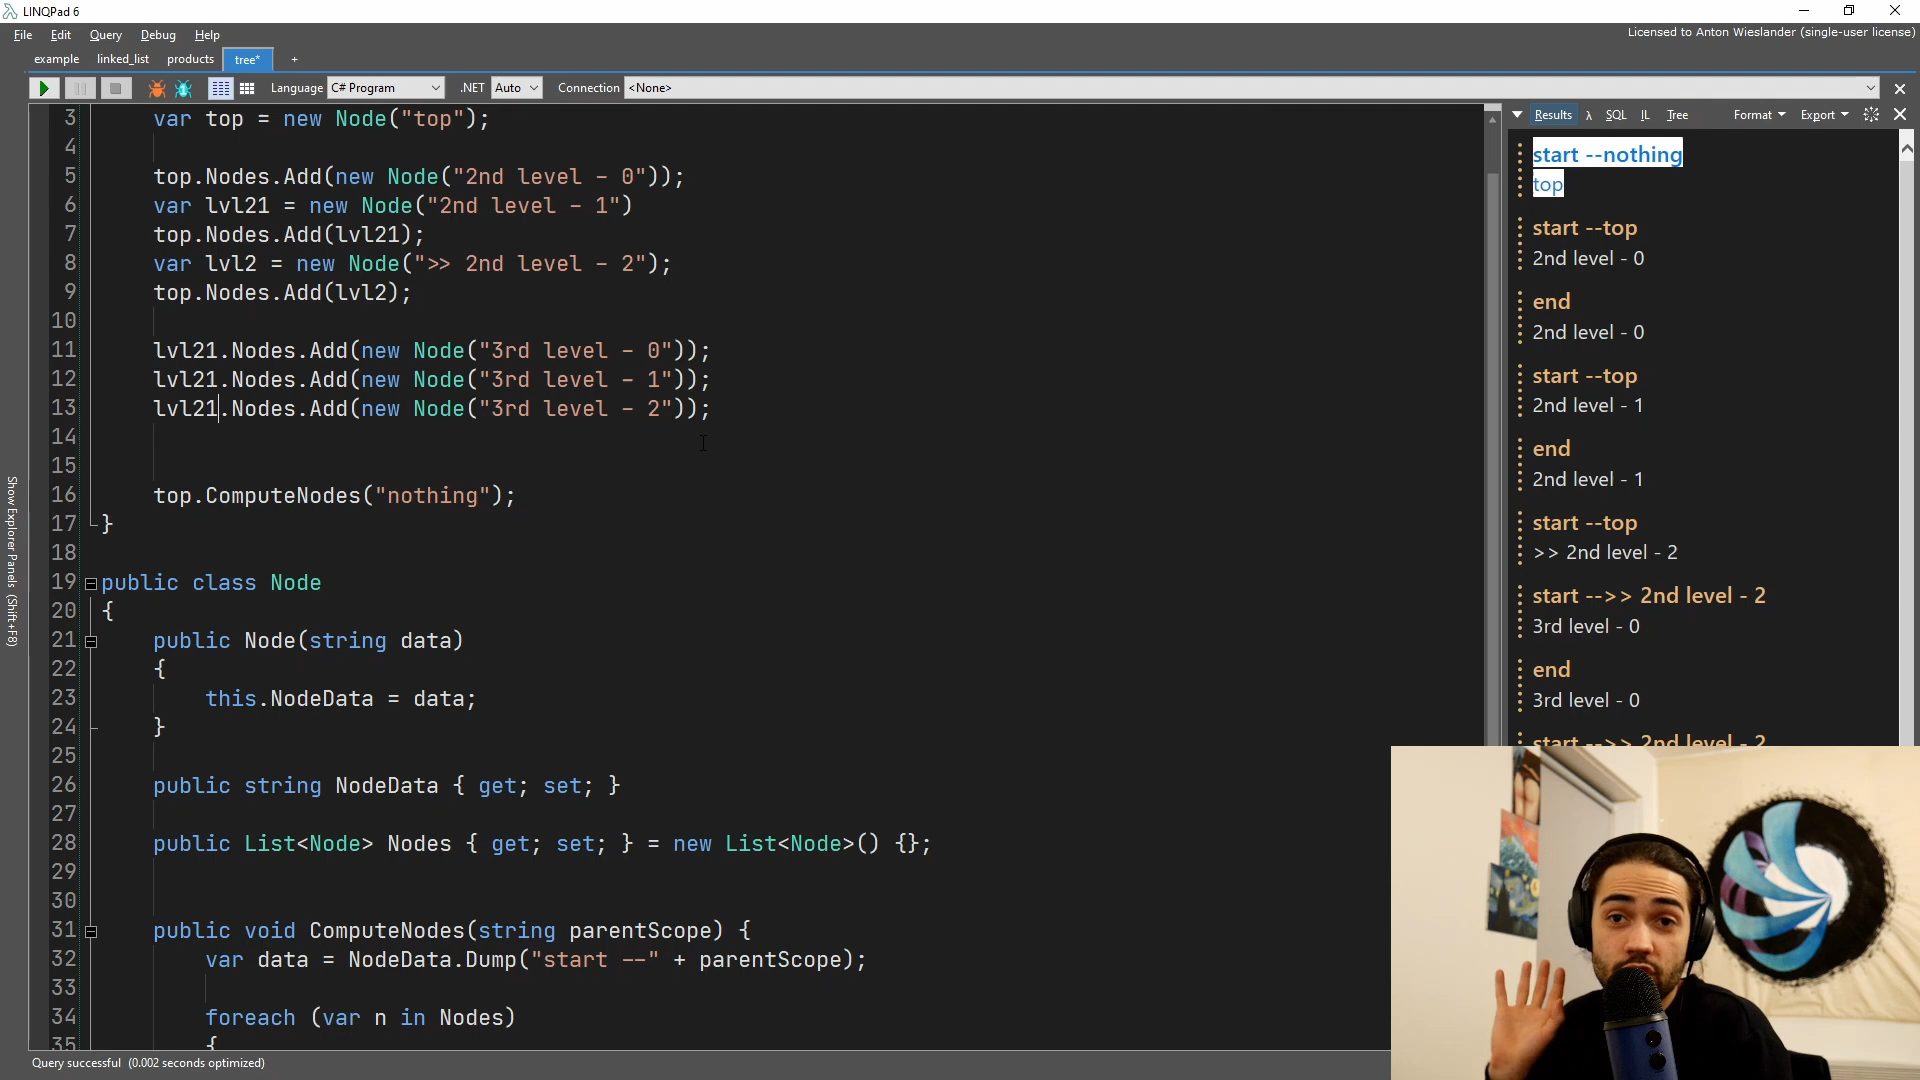 LINQPad 6
File Edit Query Debug Help
Licensed to Anton Wieslander (single-user license)
example linked_list products tree* +
Language C# Program .NET Auto Connection <None>
3 var top = new Node("top");
4
5 top.Nodes.Add(new Node("2nd level - 0"));
6 var lvl21 = new Node("2nd level - 1")
7 top.Nodes.Add(lvl21);
8 var lvl2 = new Node(">> 2nd level - 2");
9 top.Nodes.Add(lvl2);
10
11 lvl21.Nodes.Add(new Node("3rd level - 0"));
12 lvl21.Nodes.Add(new Node("3rd level - 1"));
13 lvl21.Nodes.Add(new Node("3rd level - 2"));
14
15
16 top.ComputeNodes("nothing");
17 }
18
19 public class Node
20 {
21 public Node(string data)
22 {
23 this.NodeData = data;
24 }
25
26 public string NodeData { get; set; }
27
28 public List<Node> Nodes { get; set; } = new List<Node>() {};
29
30
31 public void ComputeNodes(string parentScope) {
32 var data = NodeData.Dump("start --" + parentScope);
33
34 foreach (var n in Nodes)
35 {
Show Explorer Panels (Shift+F8)
Results λ SQL IL Tree Format Export
start --nothing
top
start --top
2nd level - 0
end
2nd level - 0
start --top
2nd level - 1
end
2nd level - 1
start --top
>> 2nd level - 2
start -->> 2nd level - 2
3rd level - 0
end
3rd level - 0
start -->> 2nd level - 2
Query successful (0.002 seconds optimized)